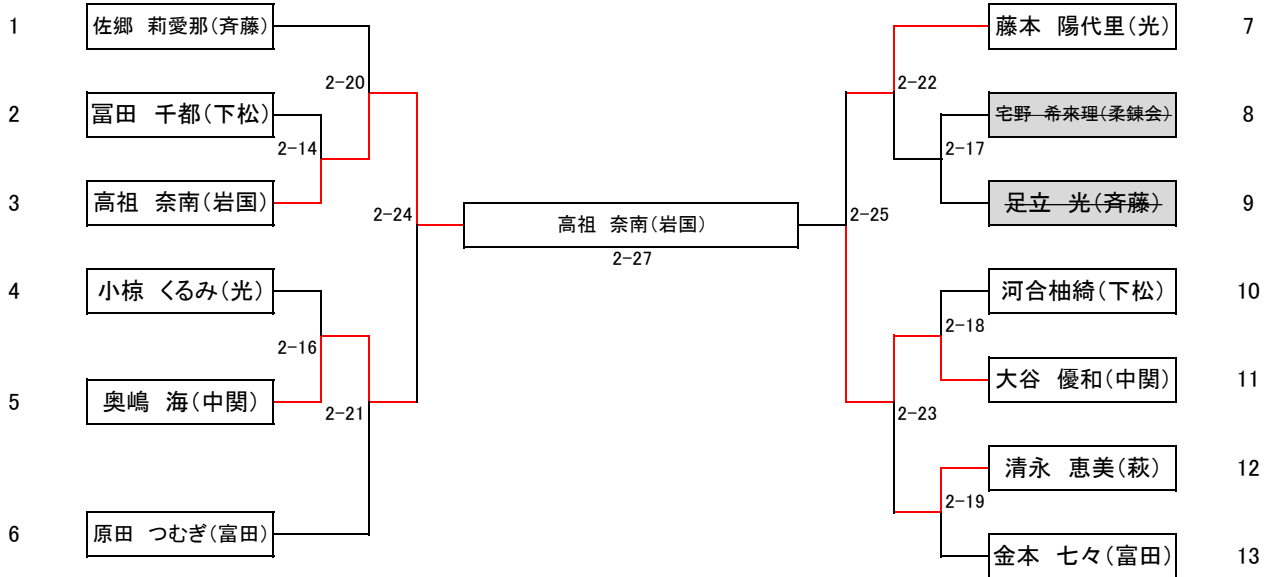 1
佐郷 莉愛那(斉藤)
2
冨田 千都(下松)
3
高祖 奈南(岩国)
4
小椋 くるみ(光)
5
奥嶋 海(中関)
6
原田 つむぎ(富田)
2-20
2-14
2-24
2-16
2-21
高祖 奈南(岩国)
2-27
2-22
2-17
2-25
2-18
2-23
2-19
藤本 陽代里(光)
7
宅野 希來理(柔錬会)
8
足立 光(斉藤)
9
河合柚綺(下松)
10
大谷 優和(中関)
11
清永 恵美(萩)
12
金本 七々(富田)
13